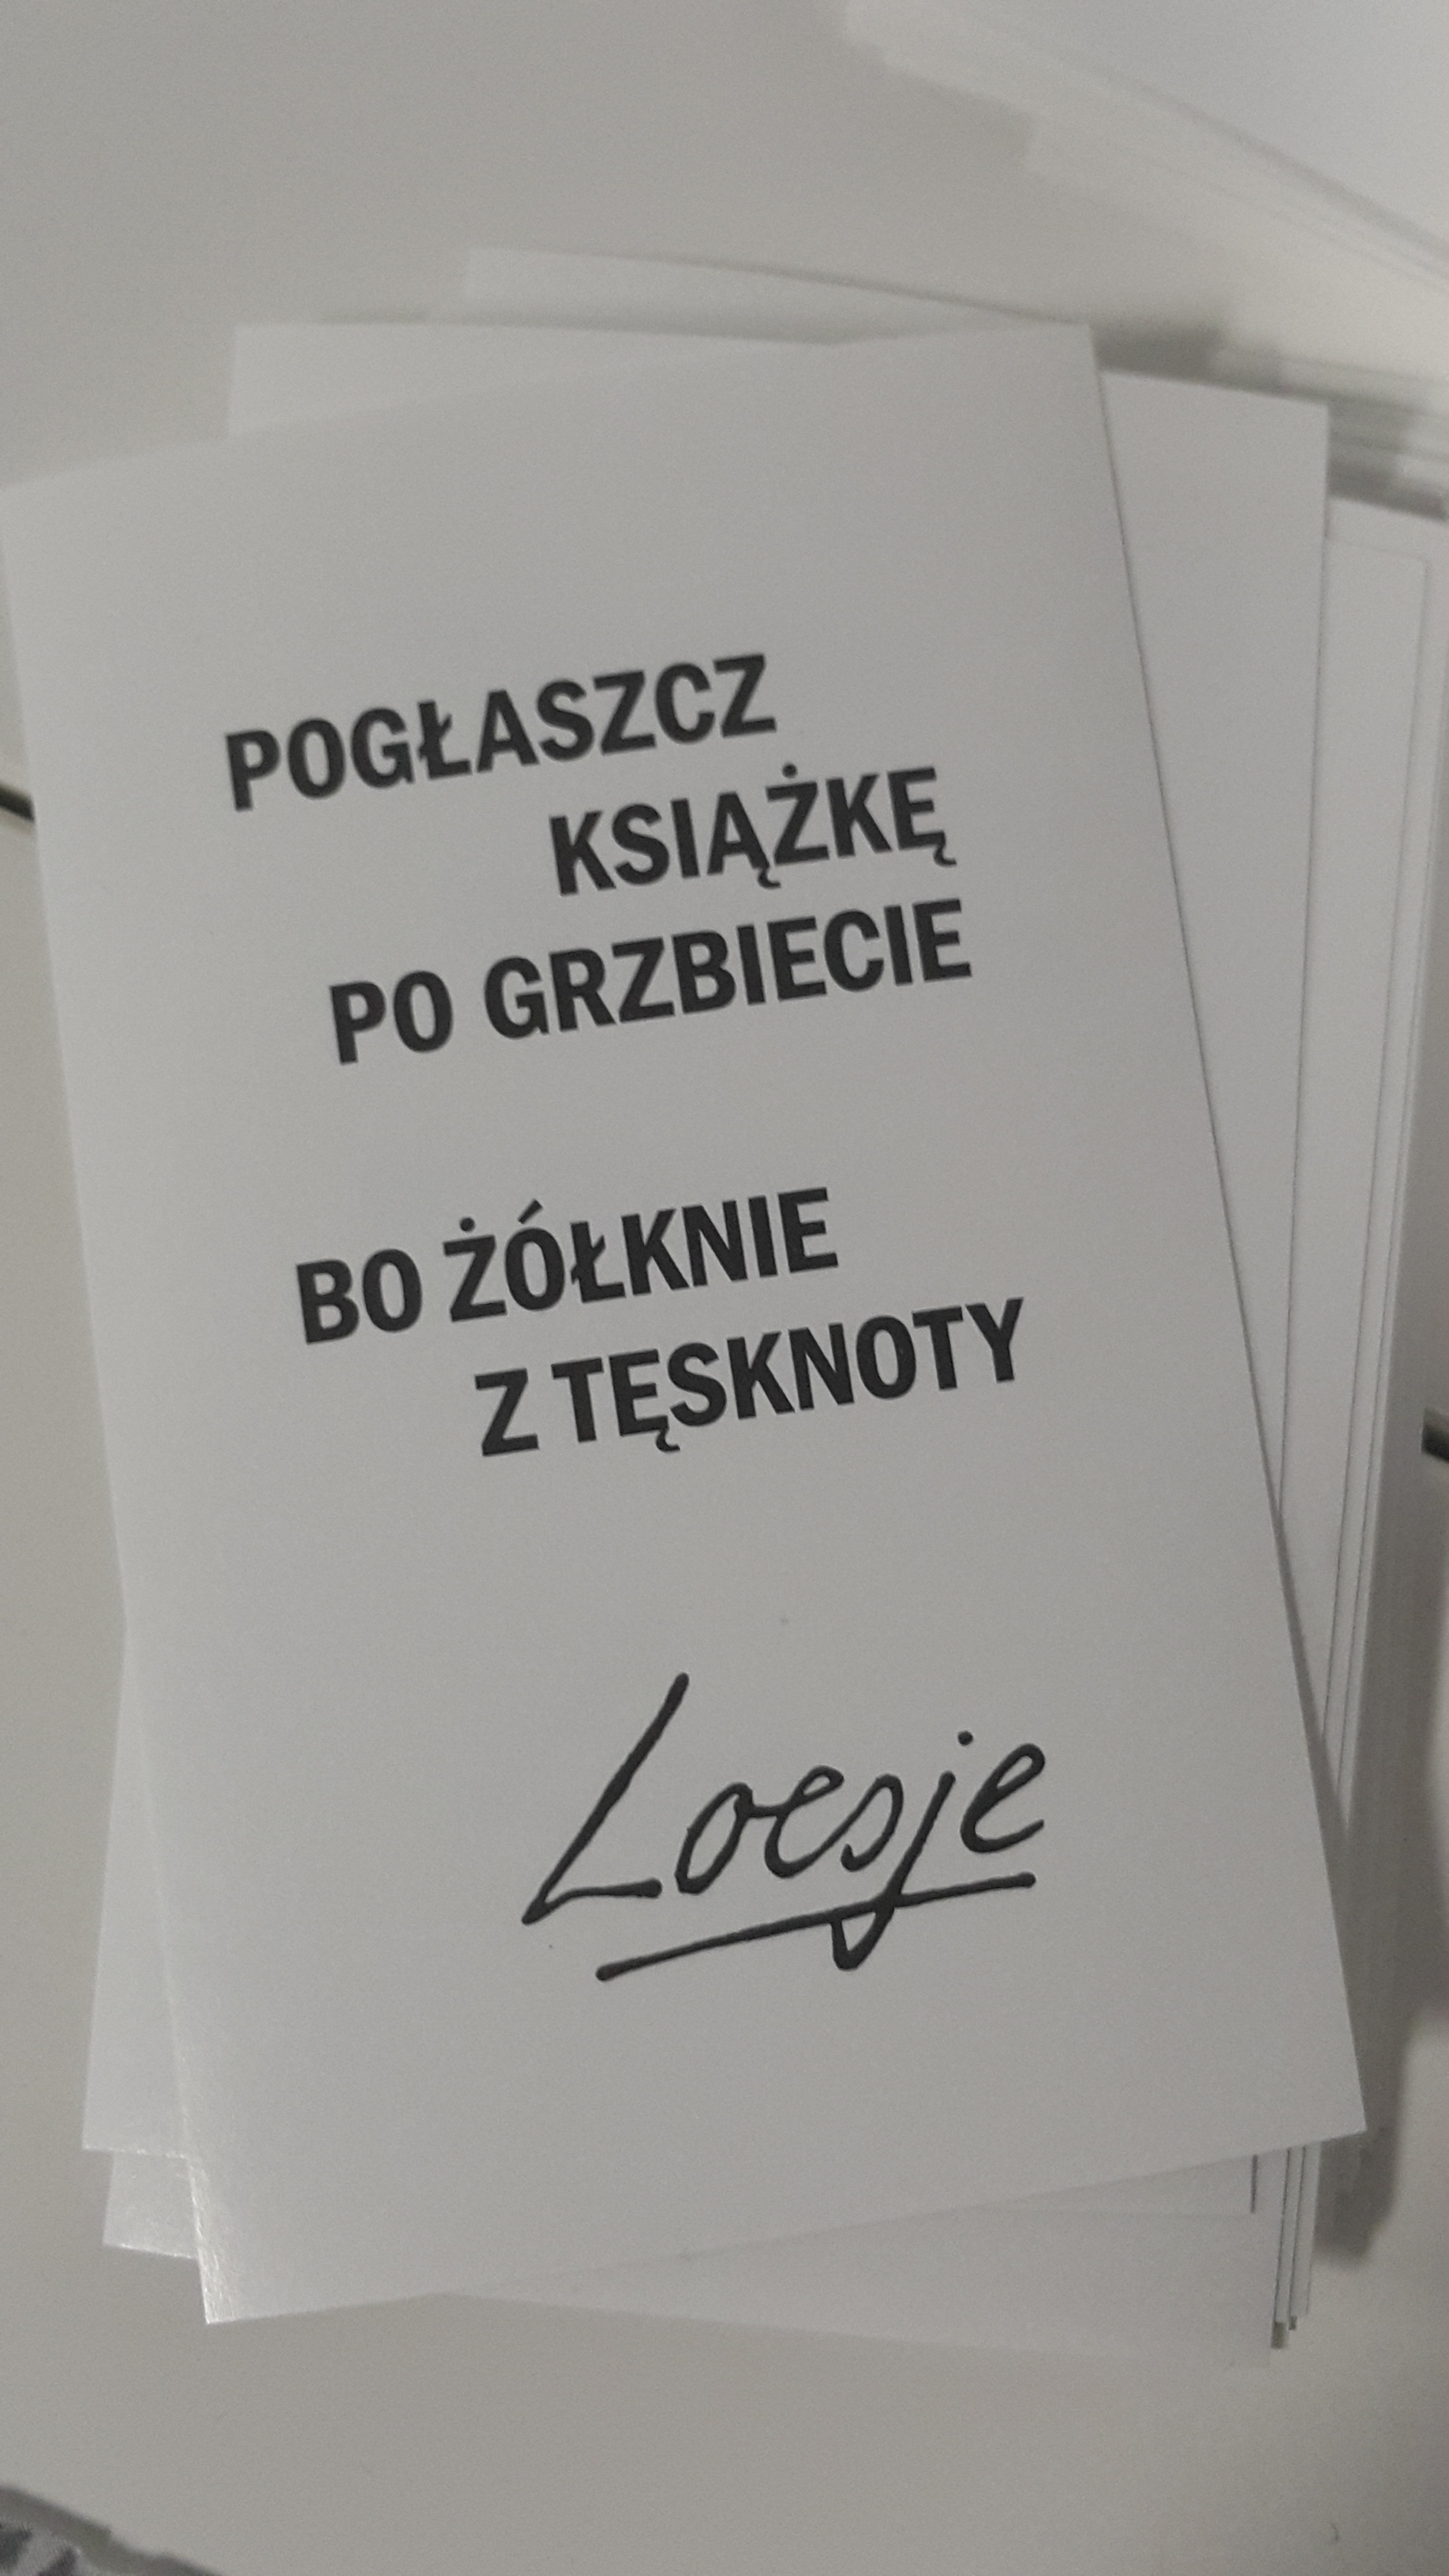 POGŁASZCZ
KSIĄŻKĘ
PO GRZBIECIE
BO ŻÓŁKNIE
Z TĘSKNOTY
Loesje